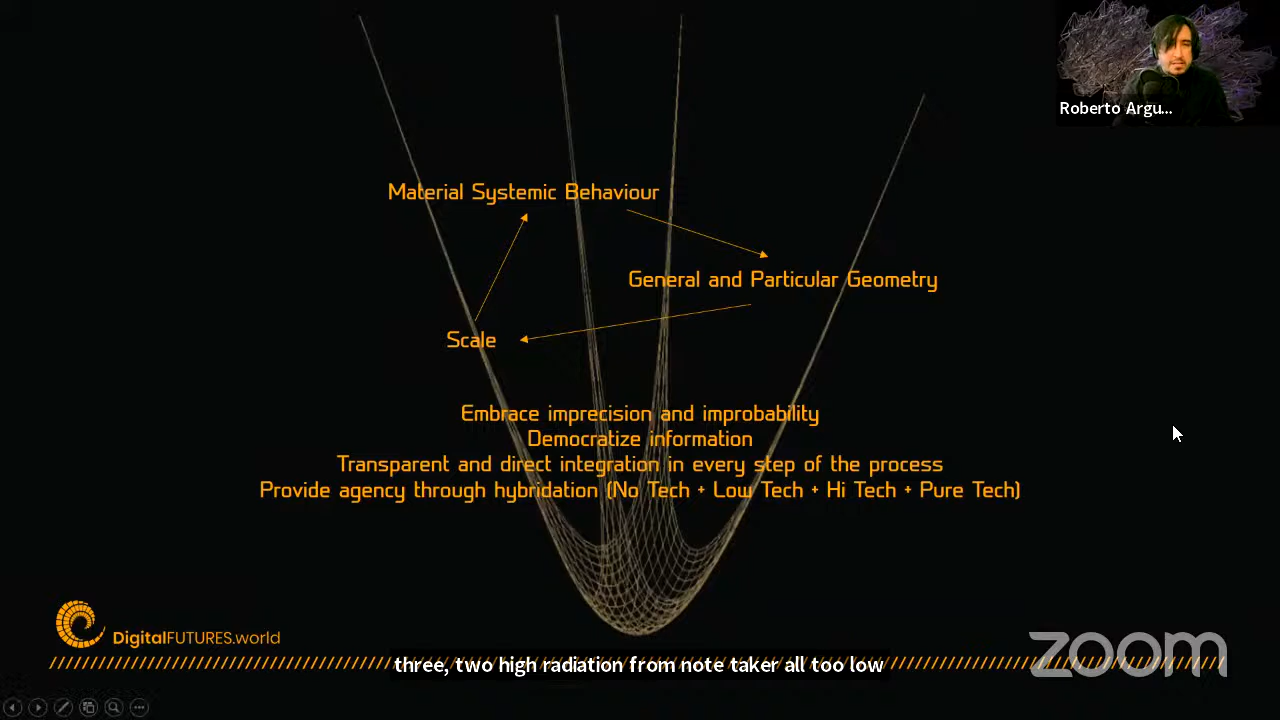 Roberto Argu...
Material Systemic Behaviour
General and Particular Geometry
Scale
Embrace imprecision and improbability
Democratize information
Transparent and direct integration in every step of the process
Provide agency through hybridation (No Tech + Low Tech + Hi Tech + Pure Tech)
DigitalFUTURES.world
zoom
three, two high radiation from note taker all too low